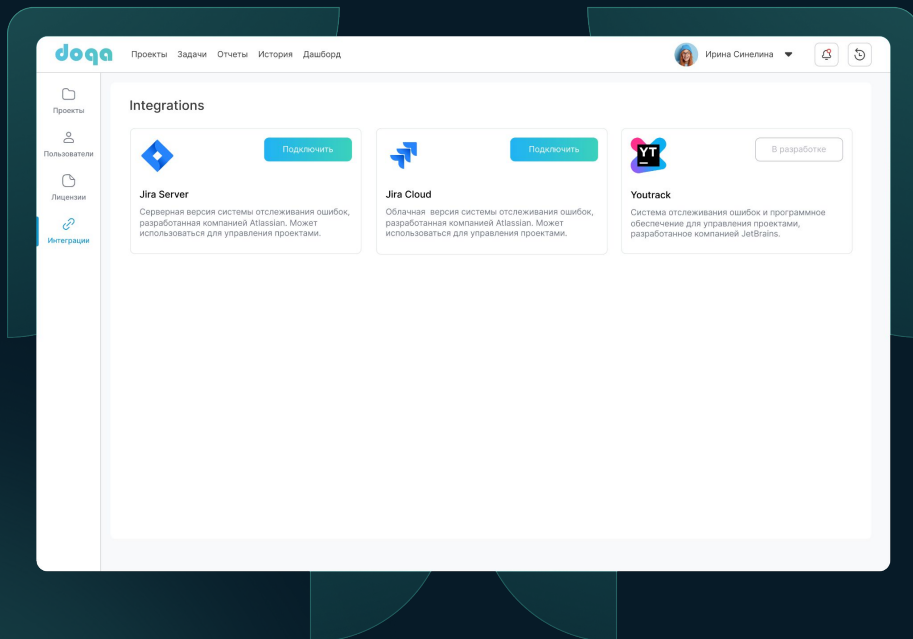 doqa
Проекты Задачи Отчеты История Дашборд
Ирина Синелина
Проекты
Пользователи
Лицензии
Интеграции
Integrations
Подключить
Jira Server
Серверная версия системы отслеживания ошибок,
разработанная компанией Atlassian. Может
использоваться для управления проектами.
Подключить
Jira Cloud
Облачная версия системы отслеживания ошибок,
разработанная компанией Atlassian. Может
использоваться для управления проектами.
YT
В разработке
Youtrack
Система отслеживания ошибок и программное
обеспечение для управления проектами,
разработанное компанией JetBrains.